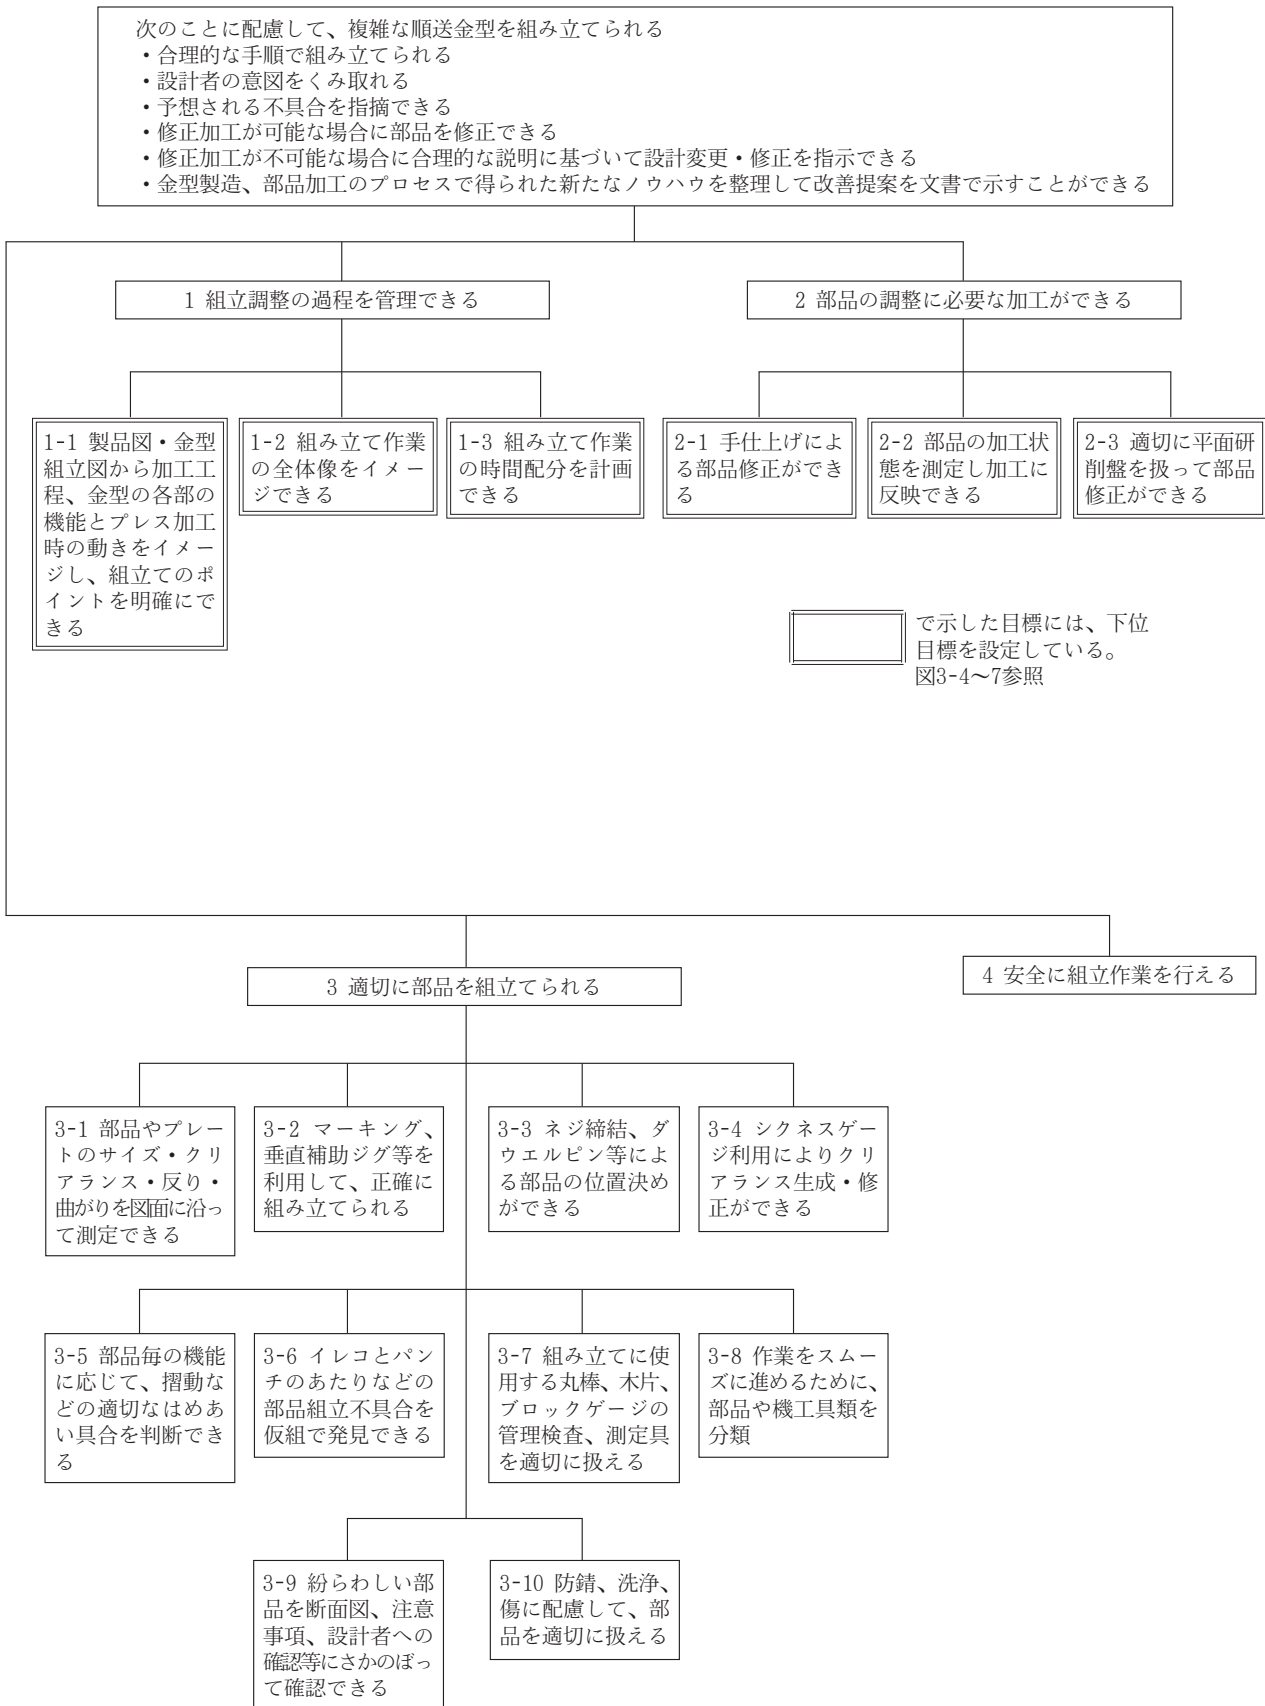 次のことに配慮して、複雑な順送金型を組み立てられる
・合理的な手順で組み立てられる
・設計者の意図をくみ取れる
・予想される不具合を指摘できる
・修正加工が可能な場合に部品を修正できる
・修正加工が不可能な場合に合理的な説明に基づいて設計変更・修正を指示できる
・金型製造、部品加工のプロセスで得られた新たなノウハウを整理して改善提案を文書で示すことができる
1 組立調整の過程を管理できる
2 部品の調整に必要な加工ができる
1-1 製品図・金型
組立図から加工工
程、金型の各部の
機能とプレス加工
時の動きをイメー
ジし、組立てのポ
イントを明確にで
きる
1-2 組み立て作業
の全体像をイメー
ジできる
1-3 組み立て作業
の時間配分を計画
できる
2-1 手仕上げによ
る部品修正ができ
る
2-2 部品の加工状
態を測定し加工に
反映できる
2-3 適切に平面研
削盤を扱って部品
修正ができる
で示した目標には、下位
目標を設定している。
図3-4～7参照
3 適切に部品を組立てられる
4 安全に組立作業を行える
3-1 部品やプレー
トのサイズ・クリ
アランス・反り・
曲がりを図面に沿っ
て測定できる
3-2 マーキング、
垂直補助ジグ等を
利用して、正確に
組み立てられる
3-3 ネジ締結、ダ
ウエルピン等によ
る部品の位置決め
ができる
3-4 シクネスゲー
ジ利用によりクリ
アランス生成・修
正ができる
3-5 部品毎の機能
に応じて、摺動な
どの適切なはめあ
い具合を判断でき
る
3-6 イレコとパン
チのあたりなどの
部品組立不具合を
仮組で発見できる
3-7 組み立てに使
用する丸棒、木片、
ブロックゲージの
管理検査、測定具
を適切に扱える
3-8 作業をスムー
ズに進めるために、
部品や機工具類を
分類
3-9 紛らわしい部
品を断面図、注意
事項、設計者への
確認等にさかのぼっ
て確認できる
3-10 防錆、洗浄、
傷に配慮して、部
品を適切に扱える